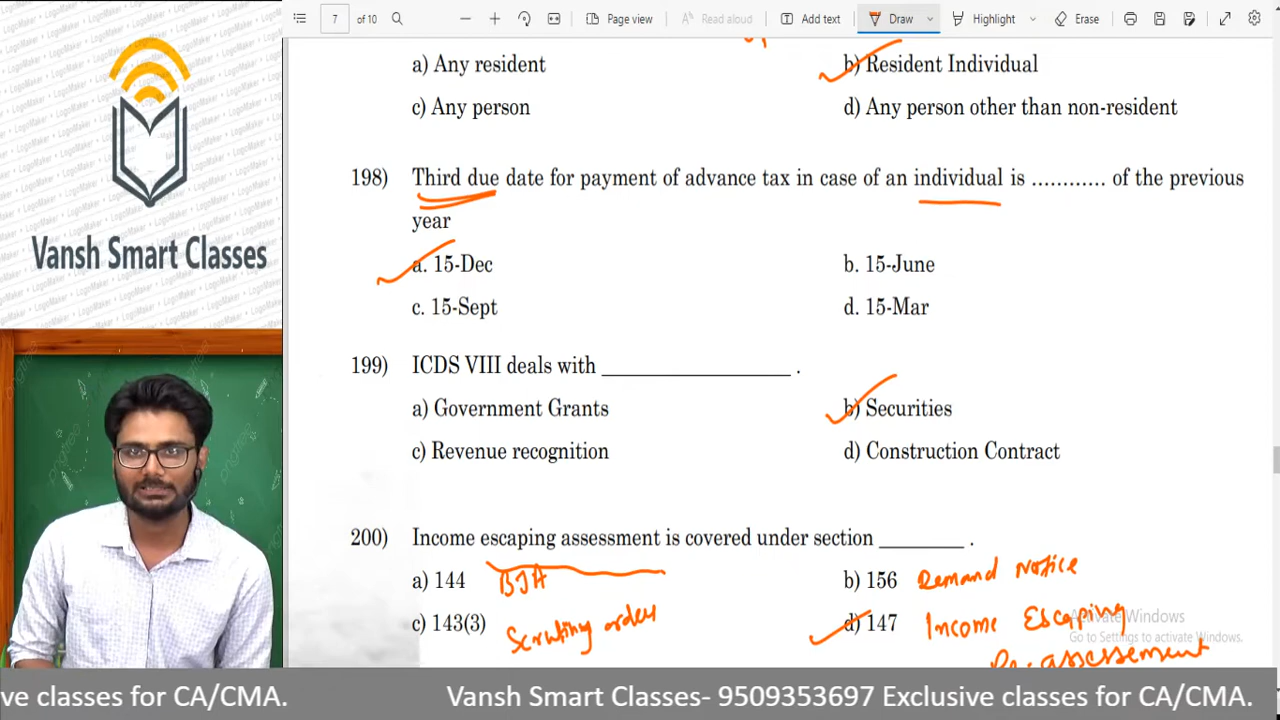 7 of 10 Page view Read aloud Add text Draw Highlight Erase
a) Any resident b) Resident Individual
c) Any person d) Any person other than non-resident
198) Third due date for payment of advance tax in case of an individual is ............ of the previous
year
a. 15-Dec b. 15-June
c. 15-Sept d. 15-Mar
199) ICDS VIII deals with ___________________ .
a) Government Grants b) Securities
c) Revenue recognition d) Construction Contract
200) Income escaping assessment is covered under section ________ .
a) 144 BJA b) 156 Demand Notice
c) 143(3) Scrutiny order d) 147 Income Escaping
Re-assessement
Activate Windows
Go to Settings to activate Windows.
Vansh Smart Classes
ve classes for CA/CMA. Vansh Smart Classes- 9509353697 Exclusive classes for CA/CMA.